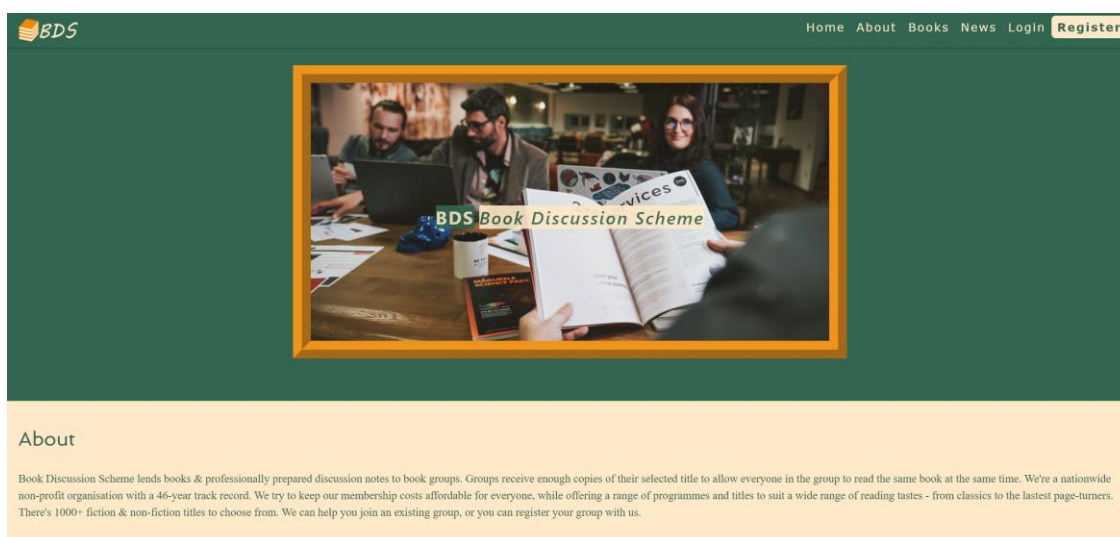 BDS
Home About Books News Login Register
vices
BDS Book Discussion Scheme
SCIENCE PARK
About
Book Discussion Scheme lends books & professionally prepared discussion notes to book groups. Groups receive enough copies of their selected title to allow everyone in the group to read the same book at the same time. We're a nationwide
non-profit organisation with a 46-year track record. We try to keep our membership costs affordable for everyone, while offering a range of programmes and titles to suit a wide range of reading tastes - from classics to the lastest page-turners.
There's 1000+ fiction & non-fiction titles to choose from. We can help you join an existing group, or you can register your group with us.